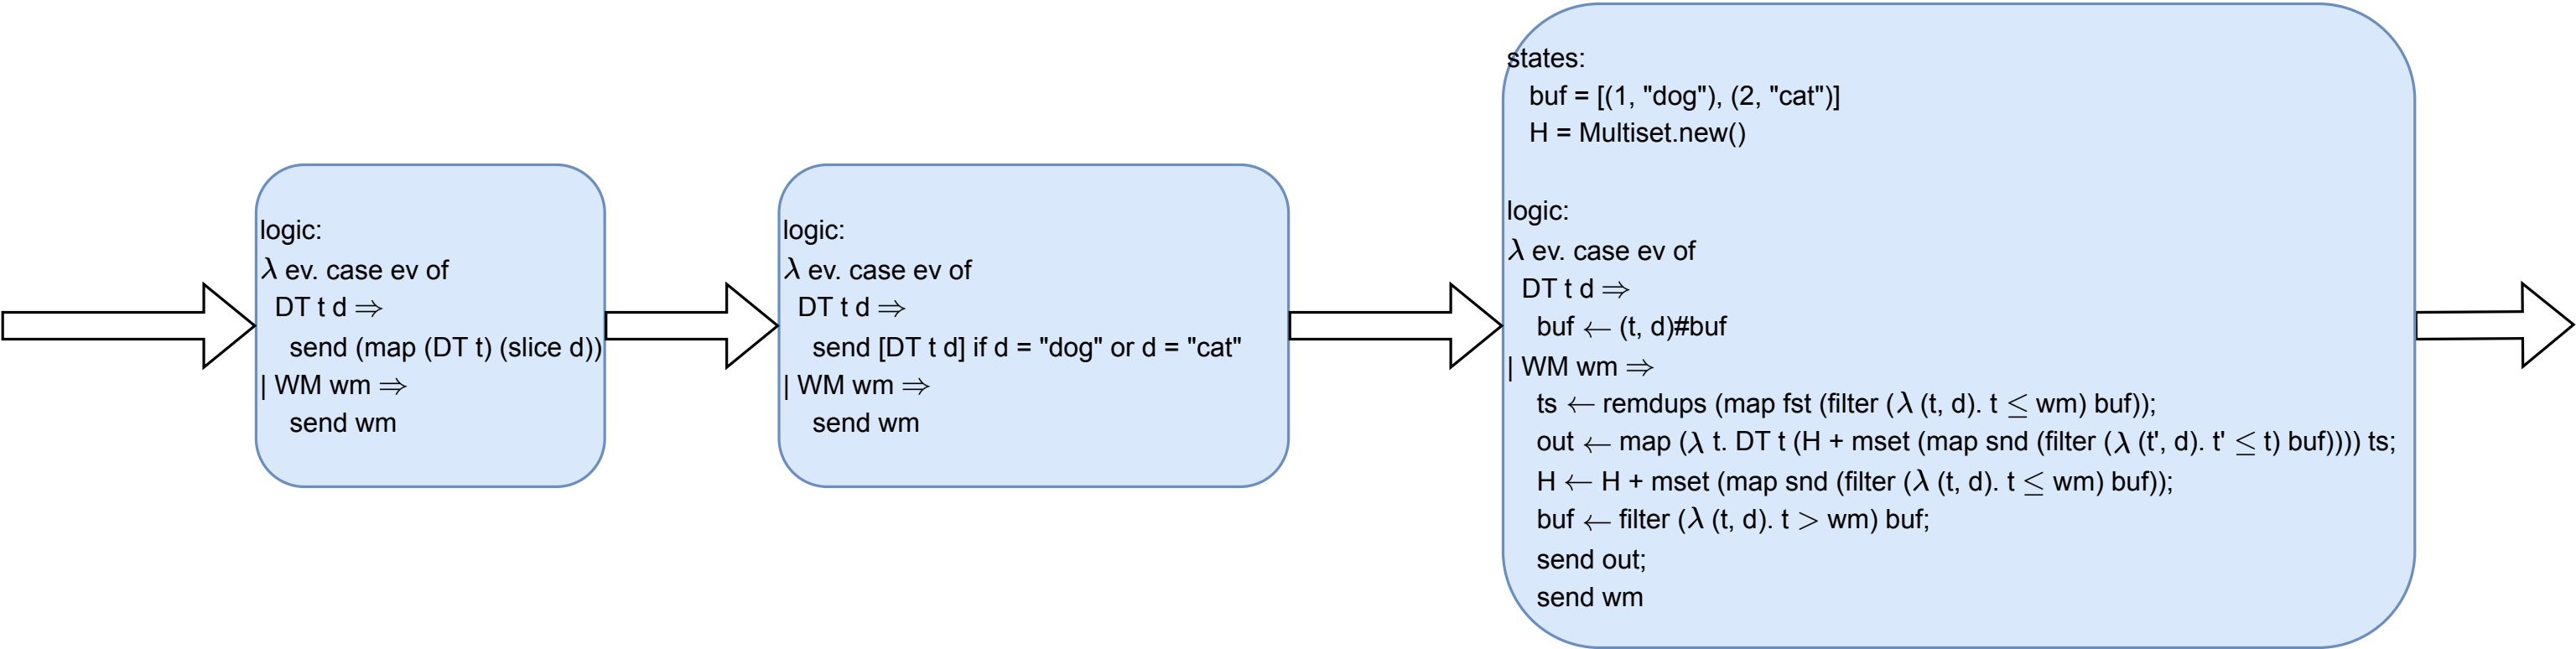 logic:
λ ev. case ev of
DT t d ⇒
send (map (DT t) (slice d))
| WM wm ⇒
send wm
logic:
λ ev. case ev of
DT t d ⇒
send [DT t d] if d = "dog" or d = "cat"
| WM wm ⇒
send wm
states:
buf = [(1, "dog"), (2, "cat")]
H = Multiset.new()
logic:
λ ev. case ev of
DT t d ⇒
buf ← (t, d)#buf
| WM wm ⇒
ts ← remdups (map fst (filter (λ (t, d). t ≤ wm) buf));
out ← map (λ t. DT t (H + mset (map snd (filter (λ (t', d). t' ≤ t) buf)))) ts;
H ← H + mset (map snd (filter (λ (t, d). t ≤ wm) buf));
buf ← filter (λ (t, d). t > wm) buf;
send out;
send wm